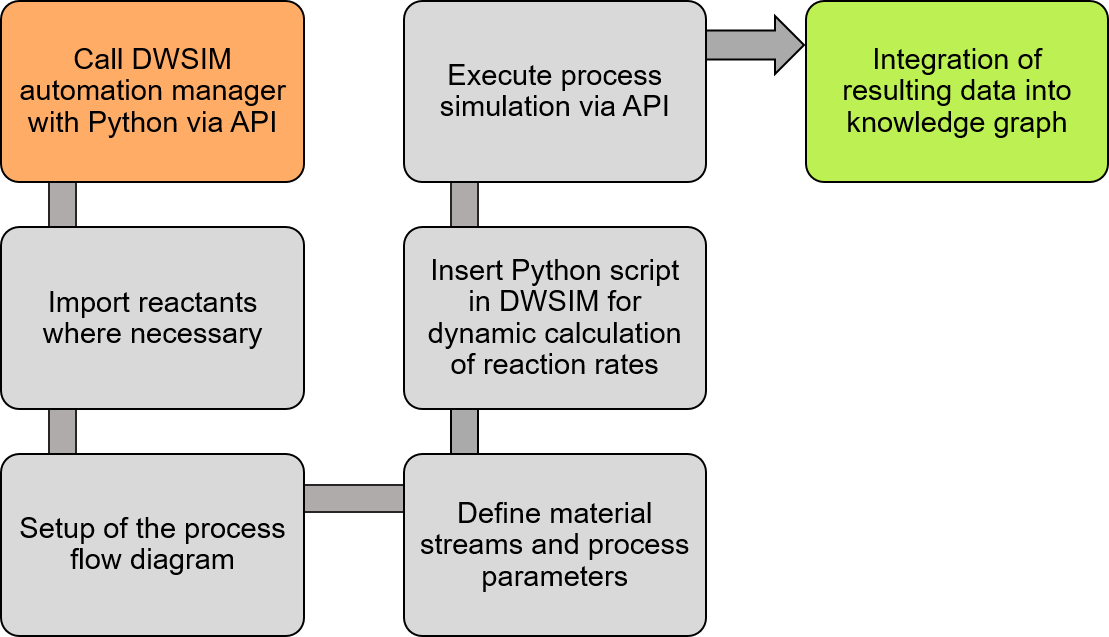 Call DWSIM
automation manager
with Python via API
Import reactants
where necessary
Setup of the process
flow diagram
Define material
streams and process
parameters
Insert Python script
in DWSIM for
dynamic calculation
of reaction rates
Execute process
simulation via API
Integration of
resulting data into
knowledge graph